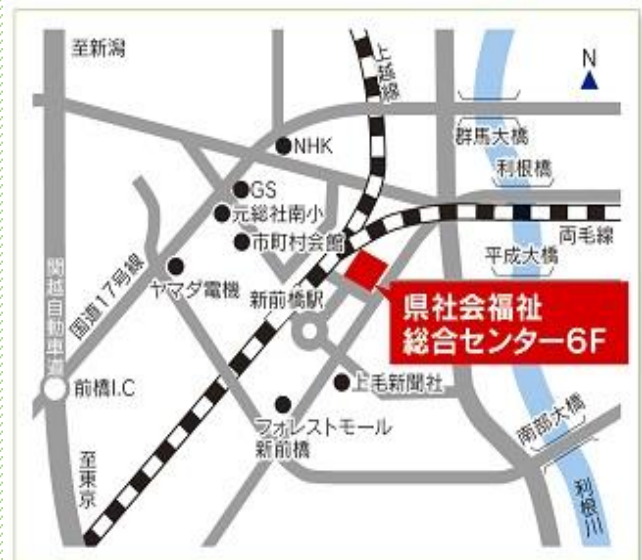 至新潟
上越線
N
NHK
群馬大橋
利根橋
GS
元総社南小
市町村会館
両毛線
平成大橋
国道17号線
ヤマダ電機
新前橋駅
関越自動車道
県社会福祉
総合センター6F
前橋I.C
上毛新聞社
フォレストモール
新前橋
南部大橋
至東京
利根川